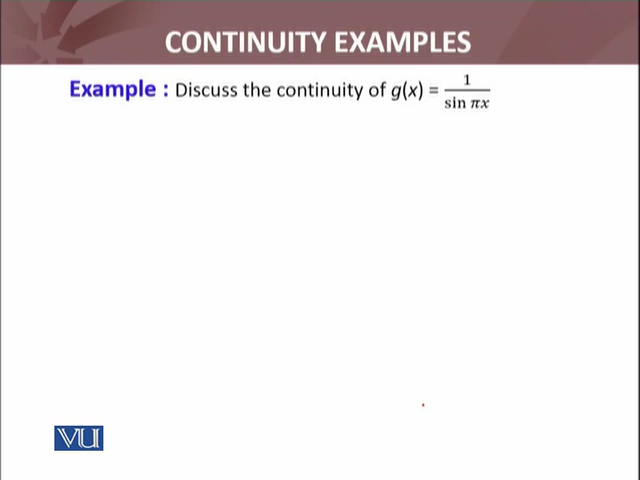 CONTINUITY EXAMPLES
Example : Discuss the continuity of g(x) = 1 / sin πx
VU